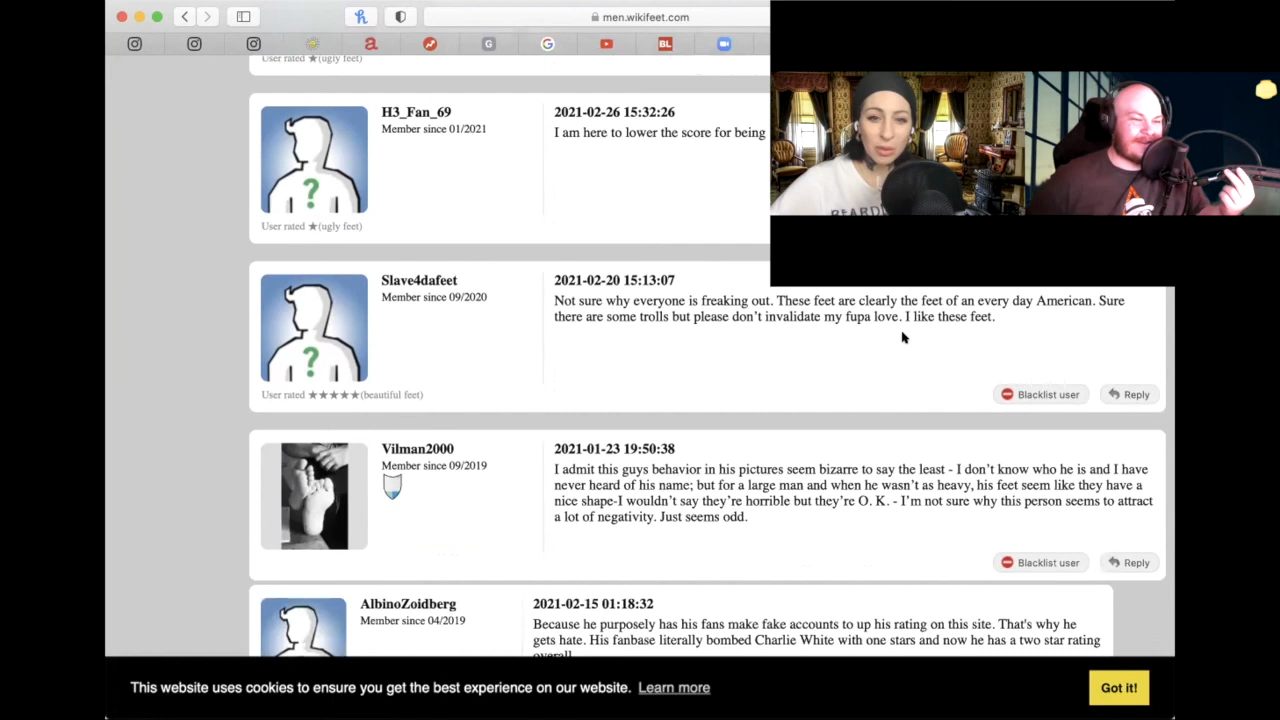 men.wikifeet.com
a
G
BL
User rated ★(ugly feet)
H3_Fan_69
Member since 01/2021
2021-02-26 15:32:26
I am here to lower the score for being
User rated ★(ugly feet)
Slave4dafeet
Member since 09/2020
2021-02-20 15:13:07
Not sure why everyone is freaking out. These feet are clearly the feet of an every day American. Sure
there are some trolls but please don't invalidate my fupa love. I like these feet.
User rated ★★★★★(beautiful feet)
Blacklist user
Reply
Vilman2000
Member since 09/2019
2021-01-23 19:50:38
I admit this guys behavior in his pictures seem bizarre to say the least - I don't know who he is and I have
never heard of his name; but for a large man and when he wasn't as heavy, his feet seem like they have a
nice shape-I wouldn't say they're horrible but they're O. K. - I'm not sure why this person seems to attract
a lot of negativity. Just seems odd.
Blacklist user
Reply
AlbinoZoidberg
Member since 04/2019
2021-02-15 01:18:32
Because he purposely has his fans make fake accounts to up his rating on this site. That's why he
gets hate. His fanbase literally bombed Charlie White with one stars and now he has a two star rating
overall
This website uses cookies to ensure you get the best experience on our website. Learn more
Got it!